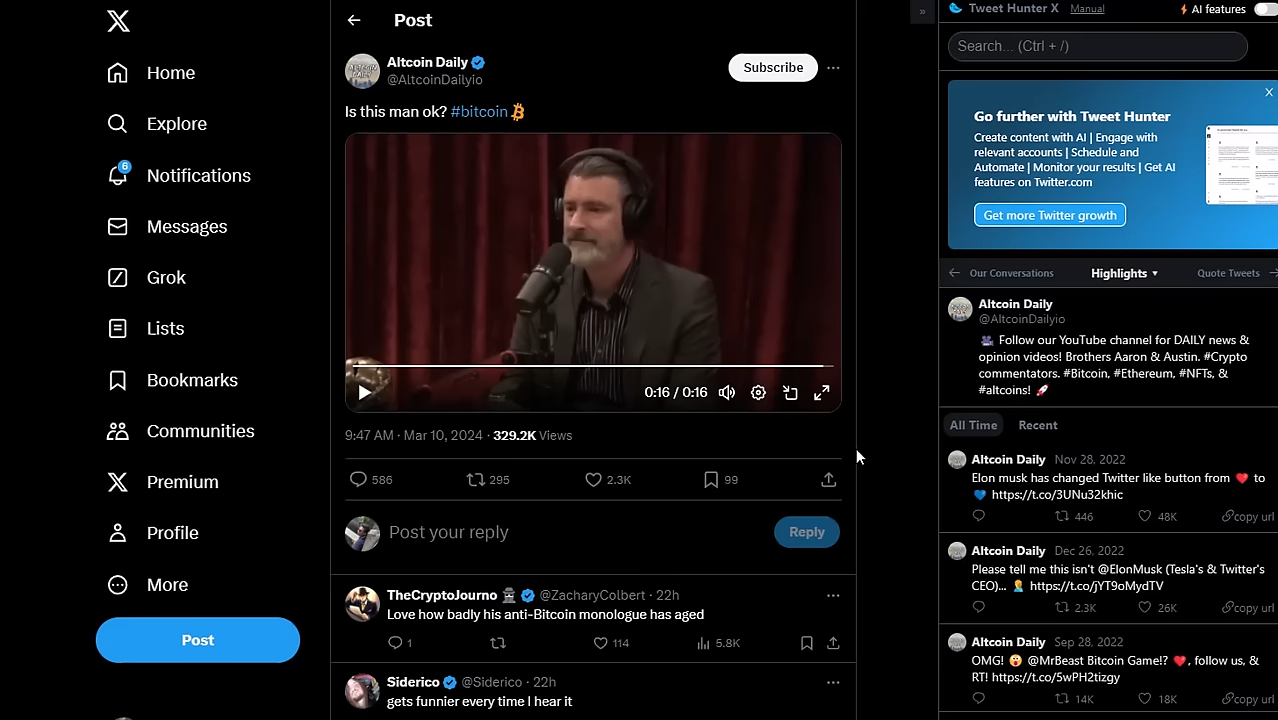 Home
Explore
6
Notifications
Messages
Grok
Lists
Bookmarks
Communities
Premium
Profile
More
Post
Post
Altcoin Daily
@AltcoinDailyio
Subscribe
Is this man ok? #bitcoin
0:16 / 0:16
9:47 AM · Mar 10, 2024 · 329.2K Views
586
295
2.3K
99
Post your reply
Reply
TheCryptoJourno @ZacharyColbert · 22h
Love how badly his anti-Bitcoin monologue has aged
1
114
5.8K
Siderico @Siderico · 22h
gets funnier every time I hear it
»
Tweet Hunter X Manual
AI features
Search... (Ctrl + /)
X
Go further with Tweet Hunter
Create content with AI | Engage with
relevant accounts | Schedule and
Automate | Monitor your results | Get AI
features on Twitter.com
Get more Twitter growth
Our Conversations
Highlights
Quote Tweets
Altcoin Daily
@AltcoinDailyio
Follow our YouTube channel for DAILY news &
opinion videos! Brothers Aaron & Austin. #Crypto
commentators. #Bitcoin, #Ethereum, #NFTs, &
#altcoins! 🚀
All Time
Recent
Altcoin Daily Nov 28, 2022
Elon musk has changed Twitter like button from ❤️ to
💙 https://t.co/3UNu32khic
446
48K
copy url
Altcoin Daily Dec 26, 2022
Please tell me this isn't @ElonMusk (Tesla's & Twitter's
CEO)... 🤦 https://t.co/jYT9oMydTV
2.3K
26K
copy url
Altcoin Daily Sep 28, 2022
OMG! 😮 @MrBeast Bitcoin Game!? ❤️, follow us, &
RT! https://t.co/5wPH2tizgy
14K
18K
copy url